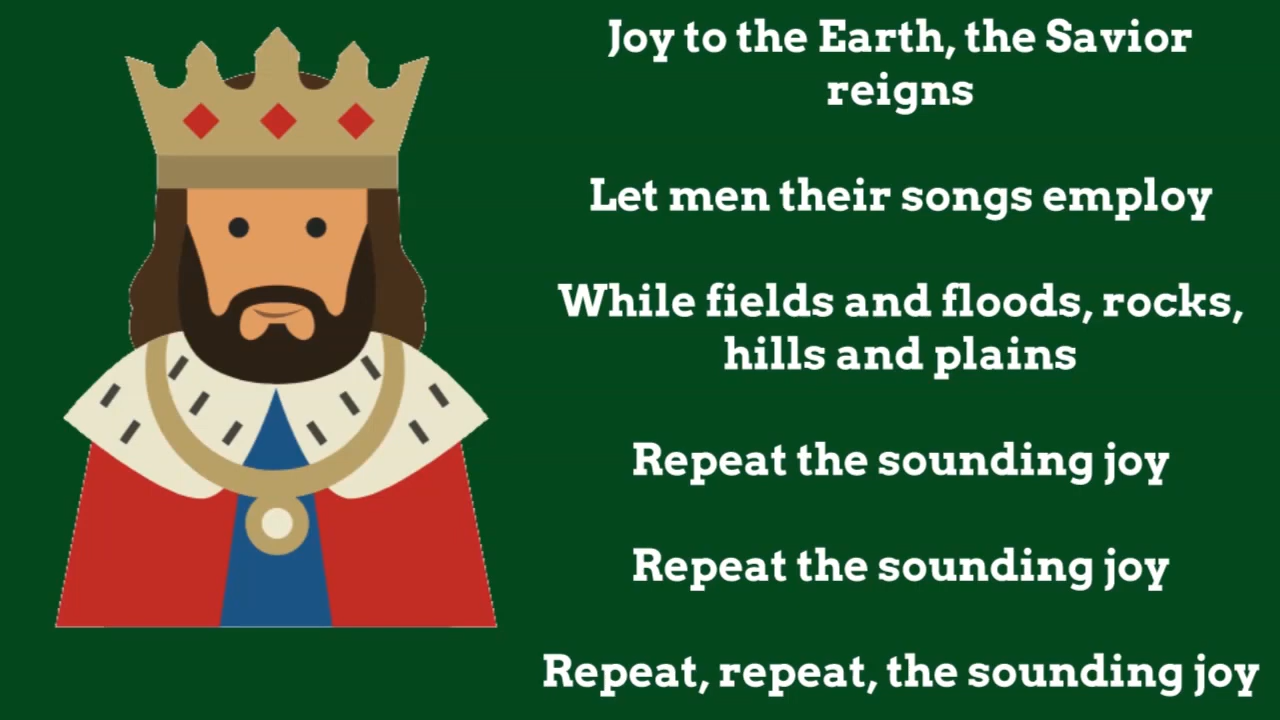 Joy to the Earth, the Savior
reigns
Let men their songs employ
While fields and floods, rocks,
hills and plains
Repeat the sounding joy
Repeat the sounding joy
Repeat, repeat, the sounding joy